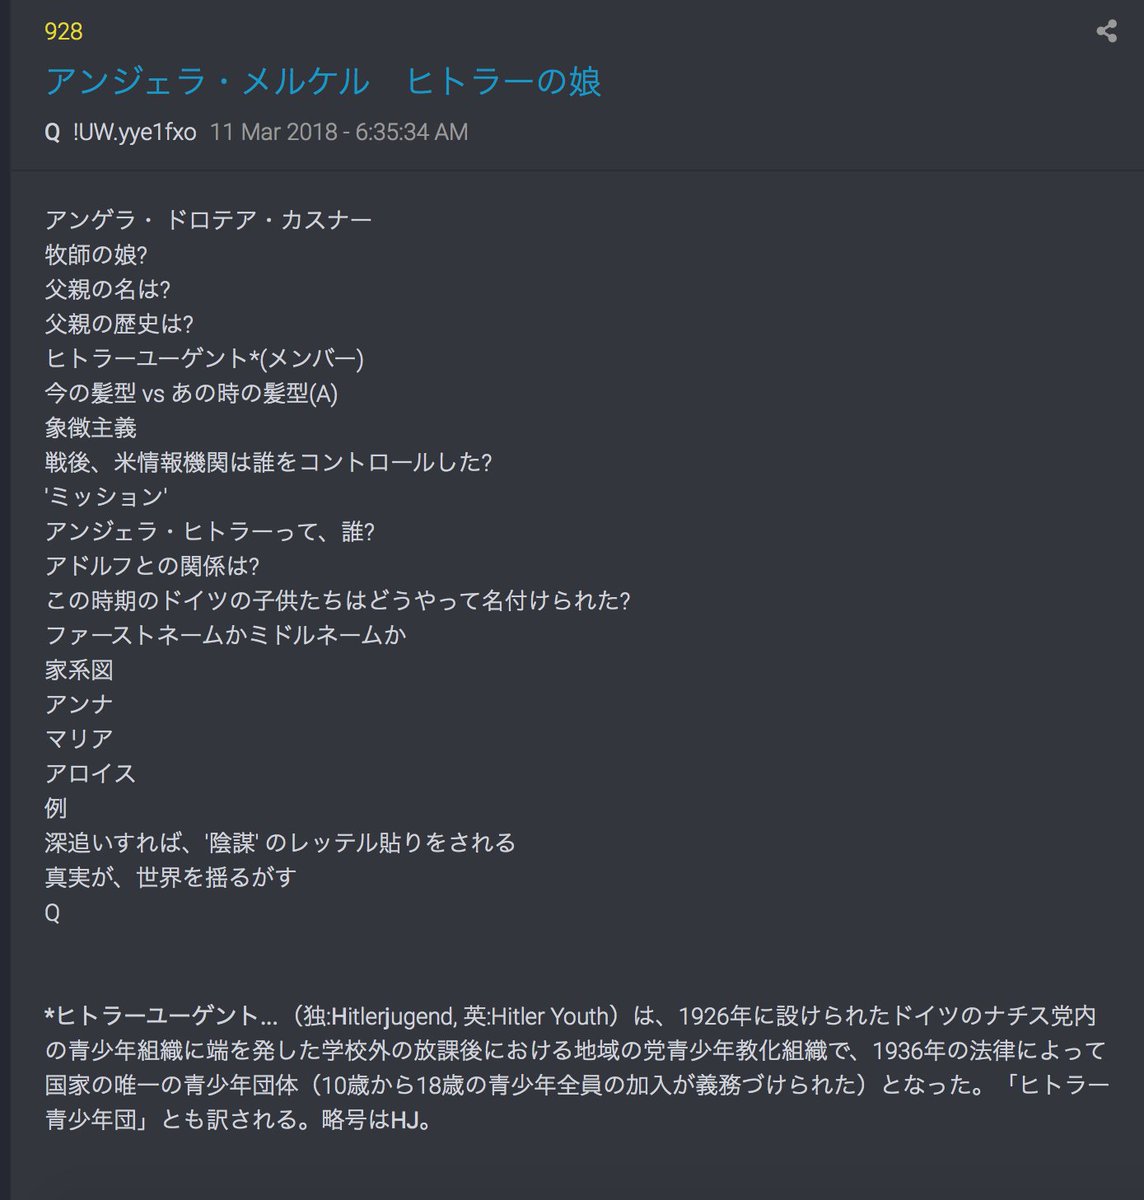 928
アンジェラ・メルケル　ヒトラーの娘
Q !UW.yye1fxo 11 Mar 2018 - 6:35:34 AM
アンゲラ・ ドロテア・カスナー
牧師の娘?
父親の名は?
父親の歴史は?
ヒトラーユーゲント*(メンバー)
今の髪型 vs あの時の髪型(A)
象徴主義
戦後、米情報機関は誰をコントロールした?
'ミッション'
アンジェラ・ヒトラーって、誰?
アドルフとの関係は?
この時期のドイツの子供たちはどうやって名付けられた?
ファーストネームかミドルネームか
家系図
アンナ
マリア
アロイス
例
深追いすれば、'陰謀' のレッテル貼りをされる
真実が、世界を揺るがす
Q
*ヒトラーユーゲント...（独:Hitlerjugend, 英:Hitler Youth）は、1926年に設けられたドイツのナチス党内
の青少年組織に端を発した学校外の放課後における地域の党青少年教化組織で、1936年の法律によって
国家の唯一の青少年団体（10歳から18歳の青少年全員の加入が義務づけられた）となった。「ヒトラー
青少年団」とも訳される。略号はHJ。